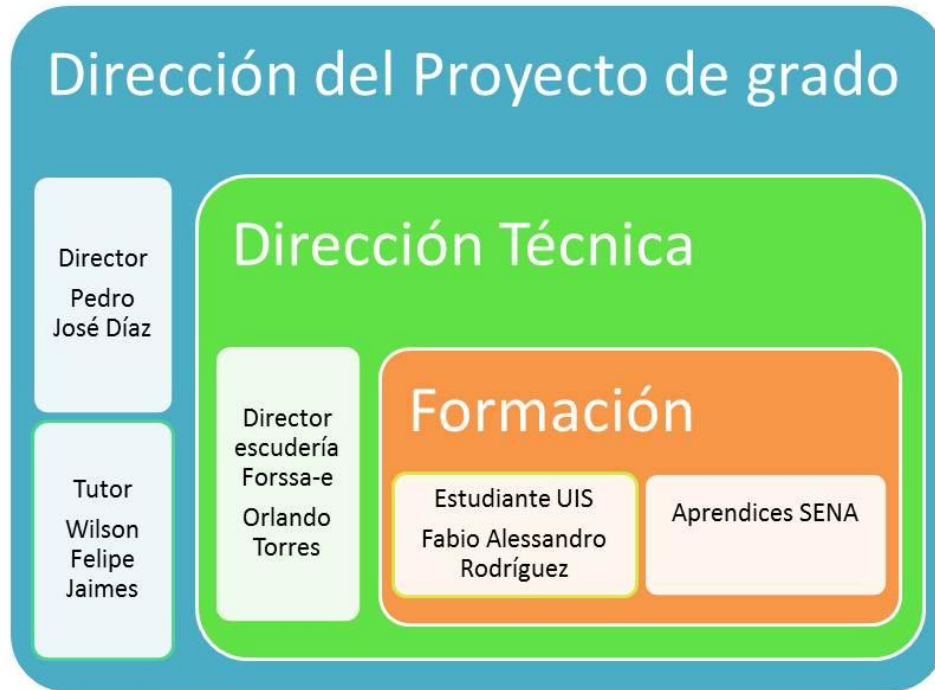 Dirección del Proyecto de grado
Director
Pedro
José Díaz
Tutor
Wilson
Felipe
Jaimes
Dirección Técnica
Director
escudería
Forssa-e
Orlando
Torres
Formación
Estudiante UIS
Fabio Alessandro
Rodríguez
Aprendices SENA